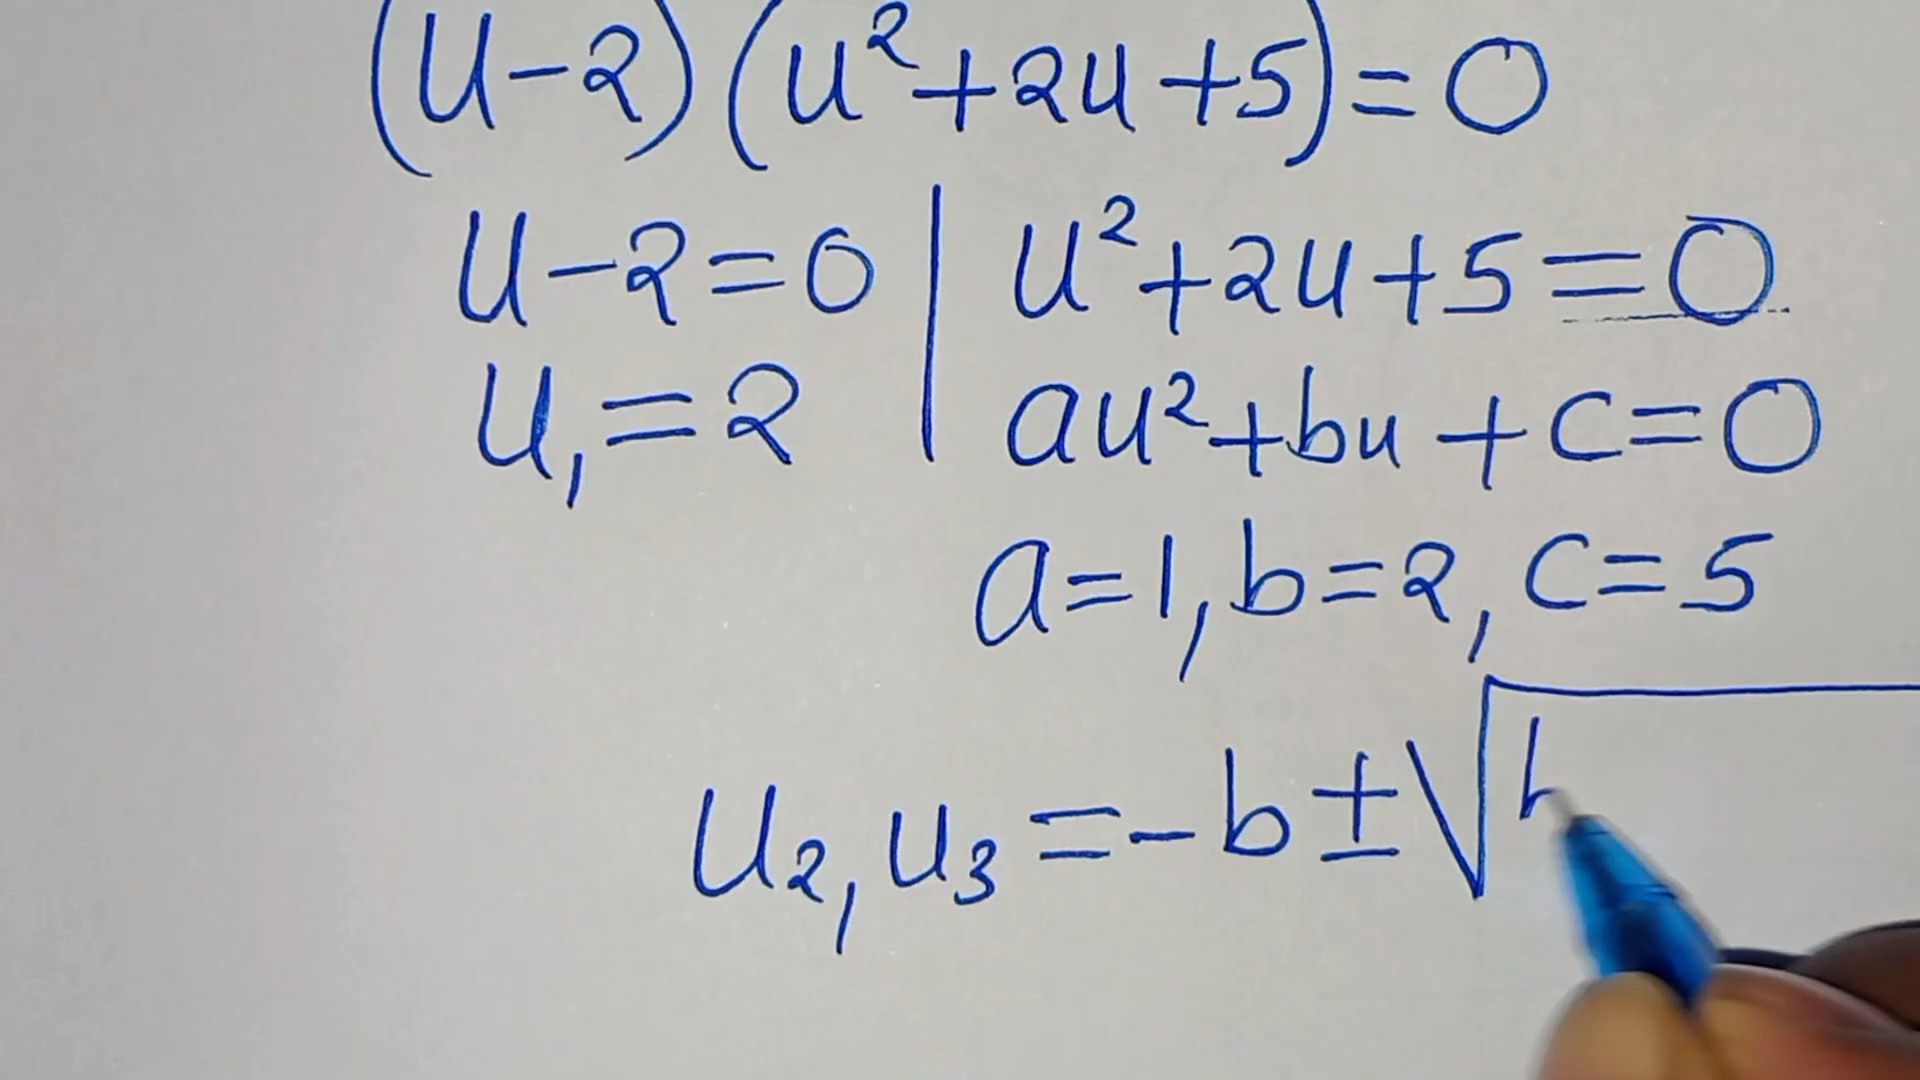 (u-2)(u²+2u+5)=0
u-2=0 | u²+2u+5=0
u₁=2 | au²+bu+c=0
a=1, b=2, c=5
u₂,u₃=-b±√b